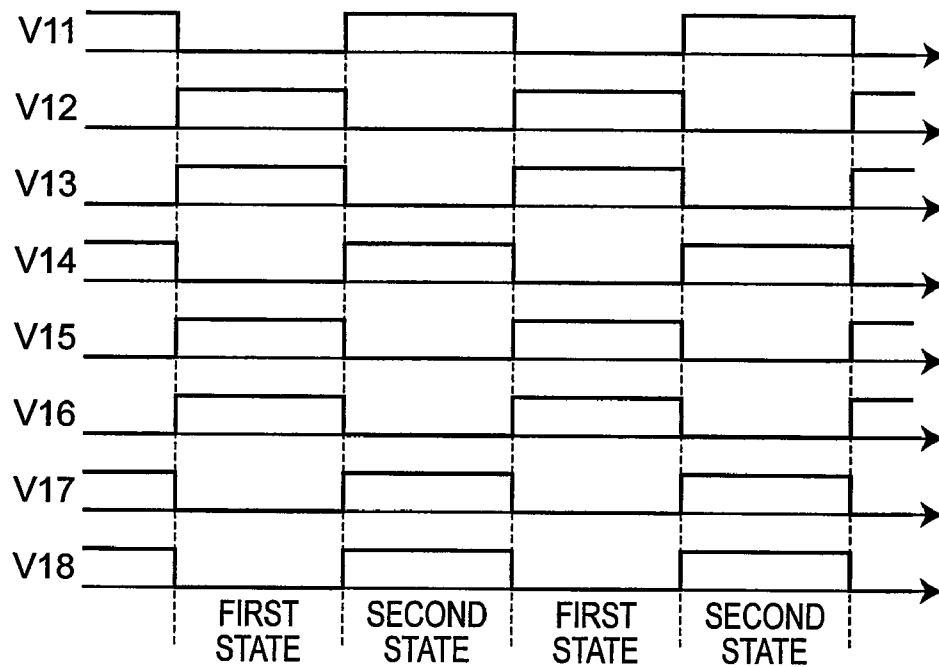 V11
V12
V13
V14
V15
V16
V17
V18
FIRST STATE
SECOND STATE
FIRST STATE
SECOND STATE